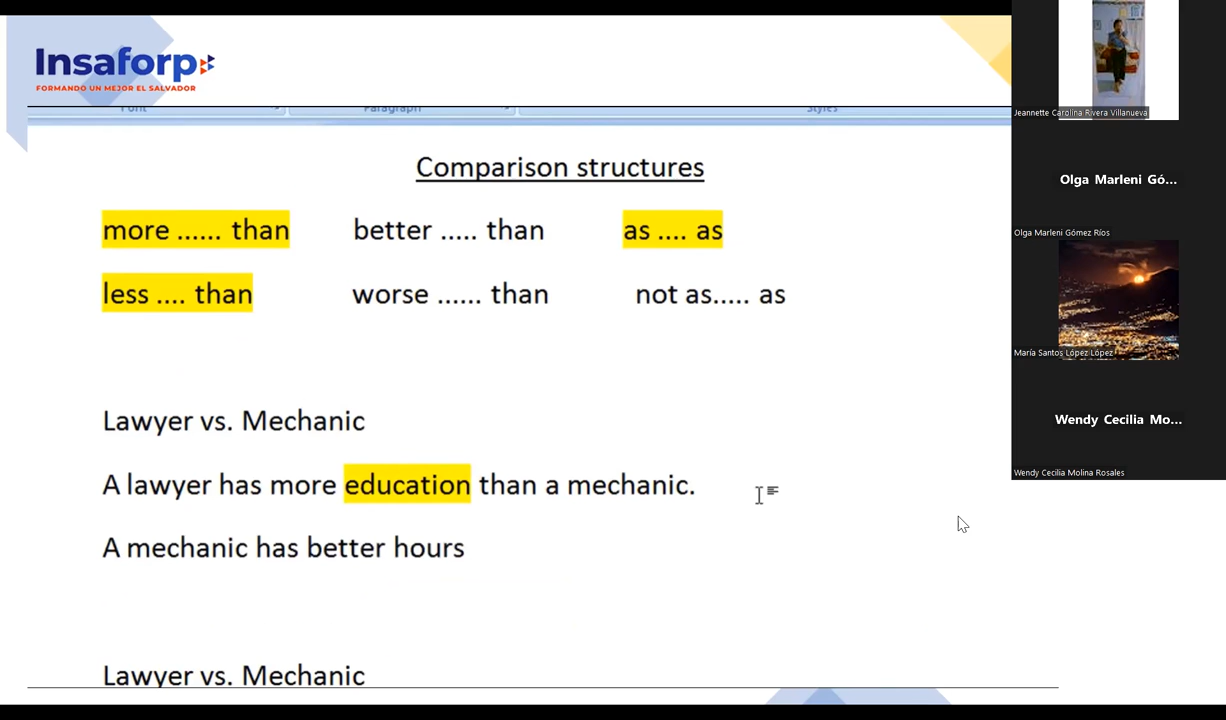 Insaforp
FORMANDO UN MEJOR EL SALVADOR
Font Paragraph Styles
Comparison structures
more ...... than better ..... than as .... as
less .... than worse ...... than not as..... as
Lawyer vs. Mechanic
A lawyer has more education than a mechanic.
A mechanic has better hours
Lawyer vs. Mechanic
Jeannette Carolina Rivera Villanueva
Olga Marleni Gó...
Olga Marleni Gómez Ríos
María Santos López López
Wendy Cecilia Mo...
Wendy Cecilia Molina Rosales